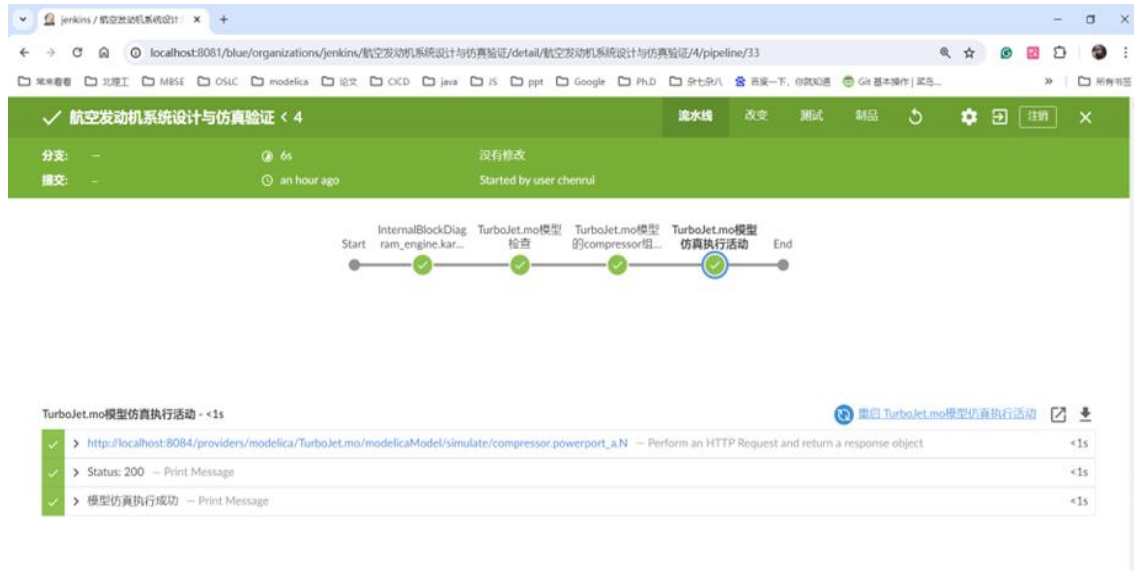 jenkins / 航空发动机系统设计
localhost:8081/blue/organizations/jenkins/航空发动机系统设计与仿真验证/detail/航空发动机系统设计与仿真验证/4/pipeline/33
常来看看 北理工 MBSE OSLC modelica 论文 CICD java JS ppt Google Ph.D 杂七杂八 百度一下，你就知道 Git 基本操作 | 所有书签
航空发动机系统设计与仿真验证 < 4 流水线 改变 测试 制品 注销
分支: – 6s 没有修改
提交: – an hour ago Started by user chenrui
InternalBlockDiag TurboJet.mo模型 TurboJet.mo模型 TurboJet.mo模型
Start ram_engine.kar... 检查 的compressor组... 仿真执行活动 End
TurboJet.mo模型仿真执行活动 - <1s 重启 TurboJet.mo模型仿真执行活动
http://localhost:8084/providers/modelica/TurboJet.mo/modelicaModel/simulate/compressor.powerport_a.N — Perform an HTTP Request and return a response object <1s
Status: 200 — Print Message <1s
模型仿真执行成功 — Print Message <1s